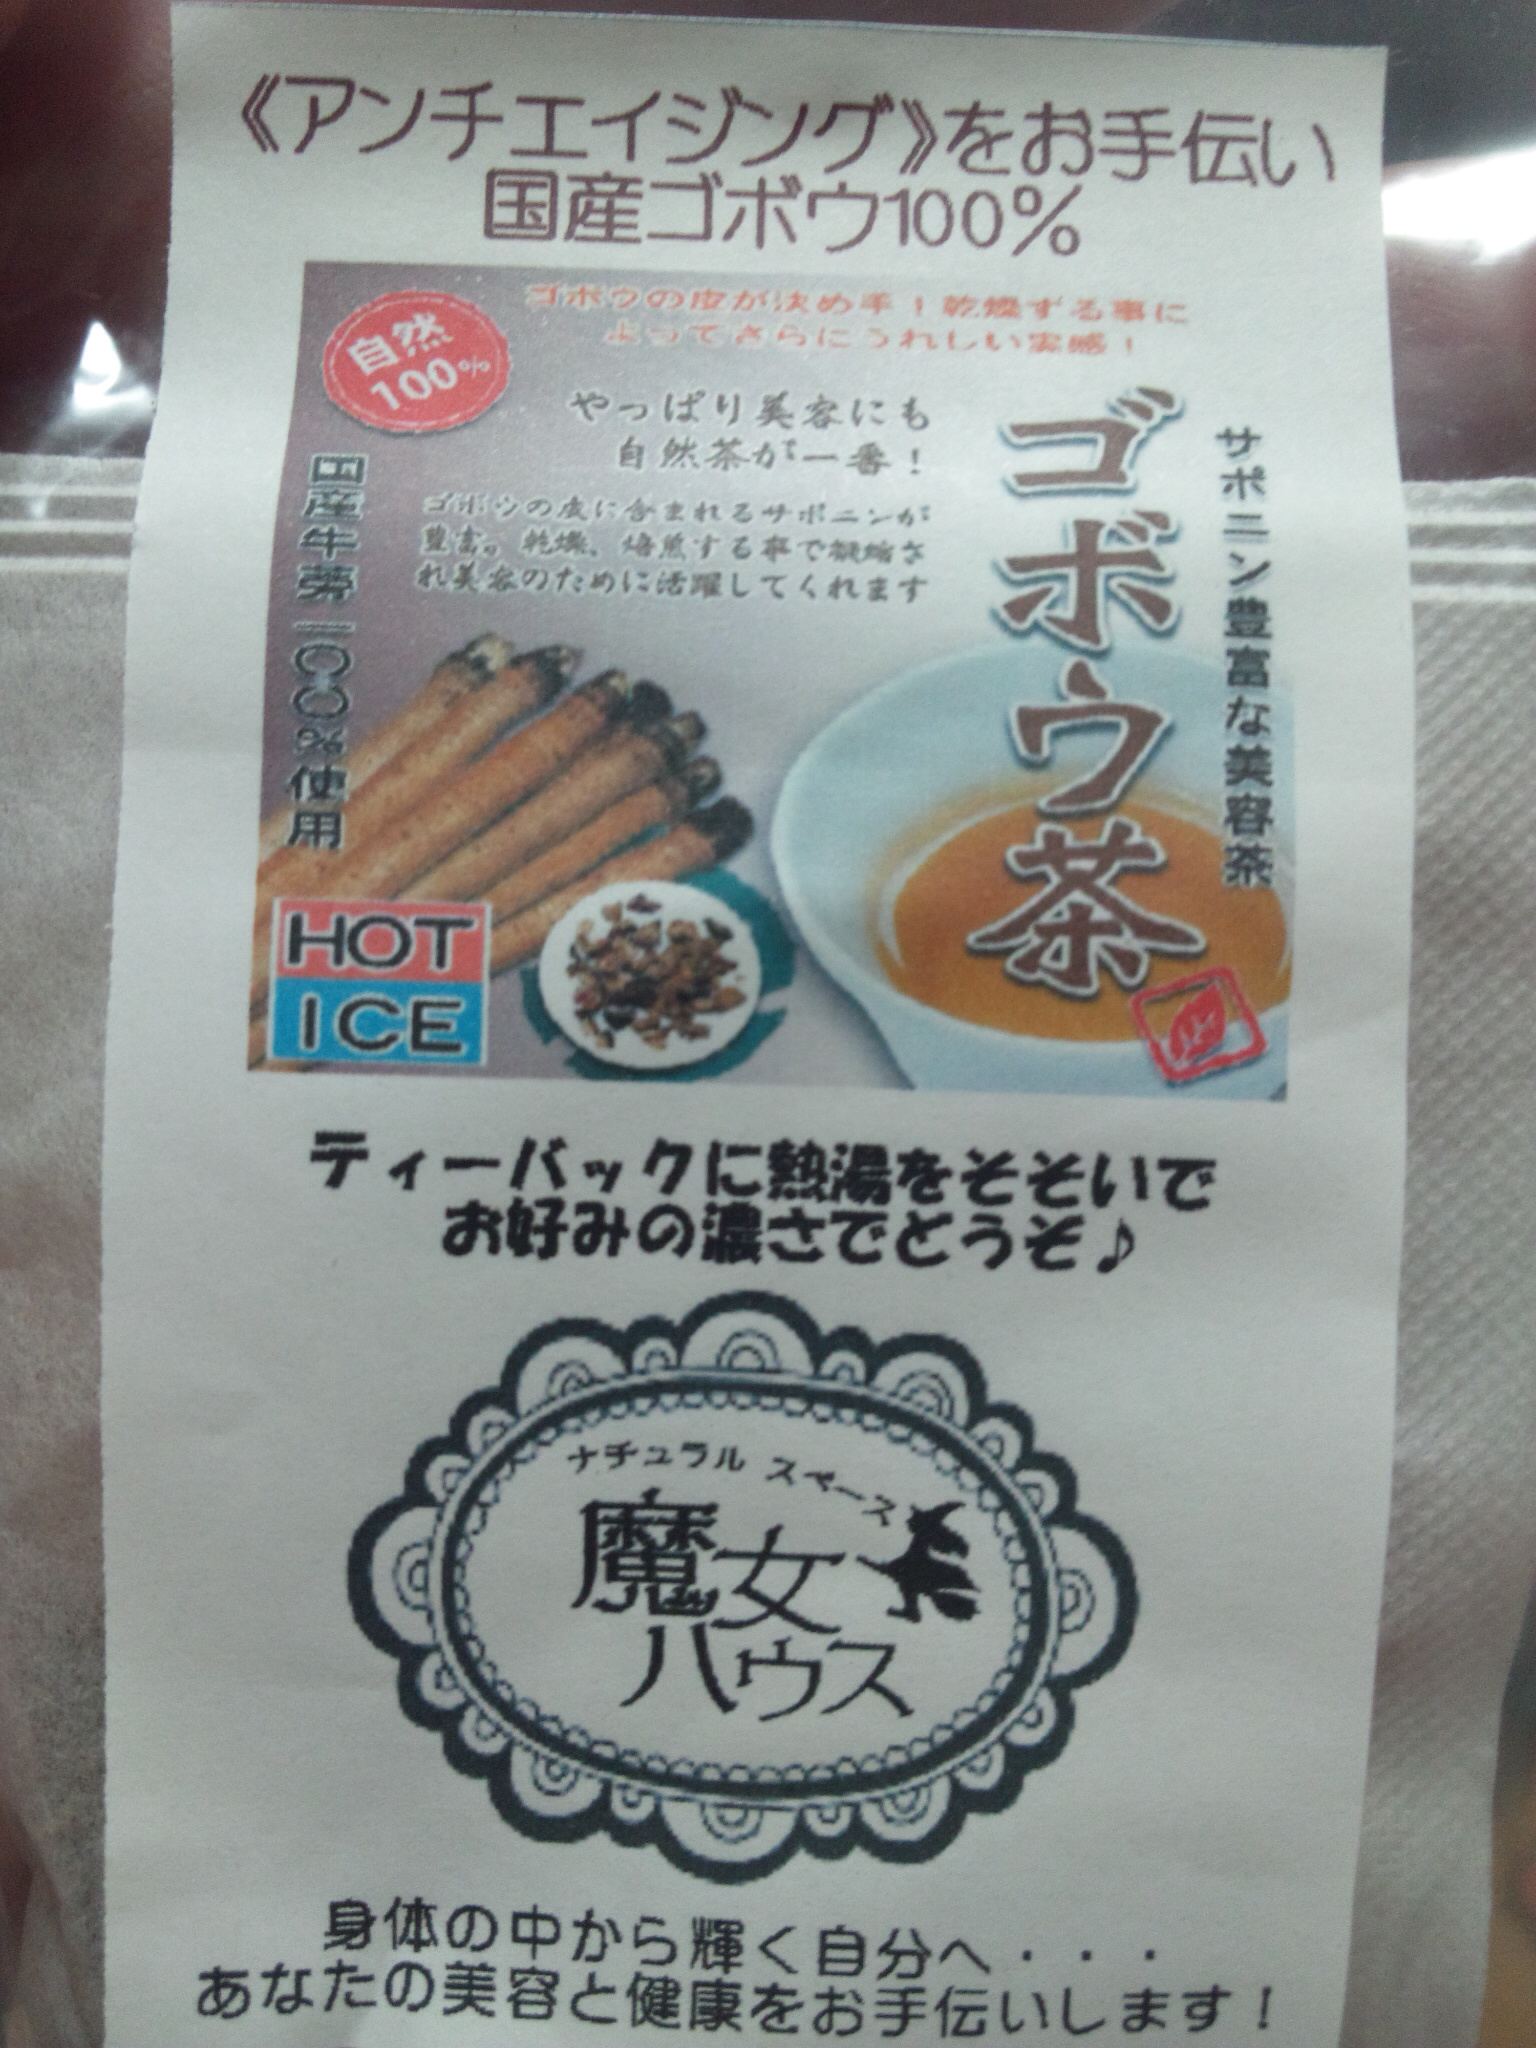 《アンチエイジング》をお手伝い
国産ゴボウ100%
ゴボウの皮が決め手！乾燥する事に
よってさらにうれしい実感！
自然
100%
やっぱり美容にも
自然茶が一番！
ゴボウの皮に含まれるサポニンが
豊富。乾燥、焙煎する事で凝縮さ
れ美容のために活躍してくれます
サポニン豊富な美容茶
ゴボウ茶
国産牛蒡100%使用
HOT
ICE
ティーバックに熱湯をそそいで
お好みの濃さでどうぞ♪
ナチュラル スペース
魔女
ハウス
身体の中から輝く自分へ・・・
あなたの美容と健康をお手伝いします！